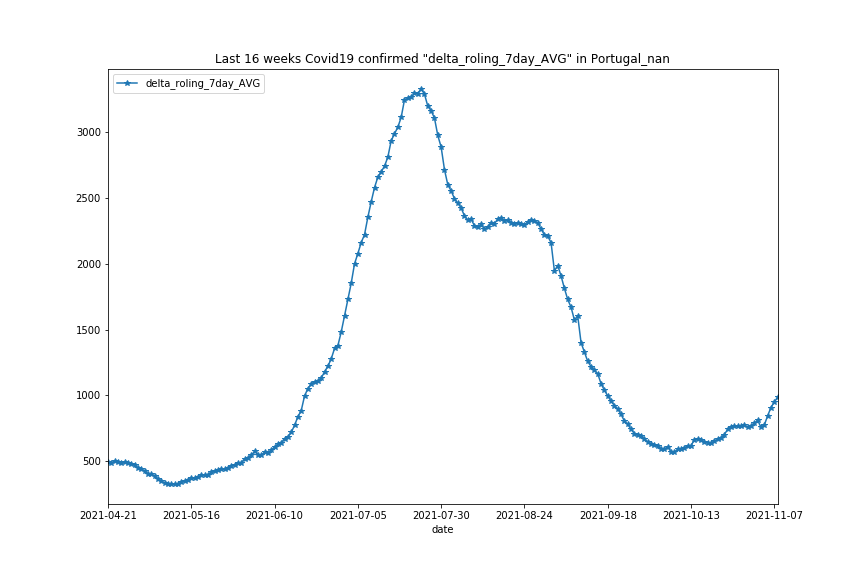 Last 16 weeks Covid19 confirmed "delta_roling_7day_AVG" in Portugal_nan
delta_roling_7day_AVG
3000
2500
2000
1500
1000
500
2021-04-21 2021-05-16 2021-06-10 2021-07-05 2021-07-30 2021-08-24 2021-09-18 2021-10-13 2021-11-07
date